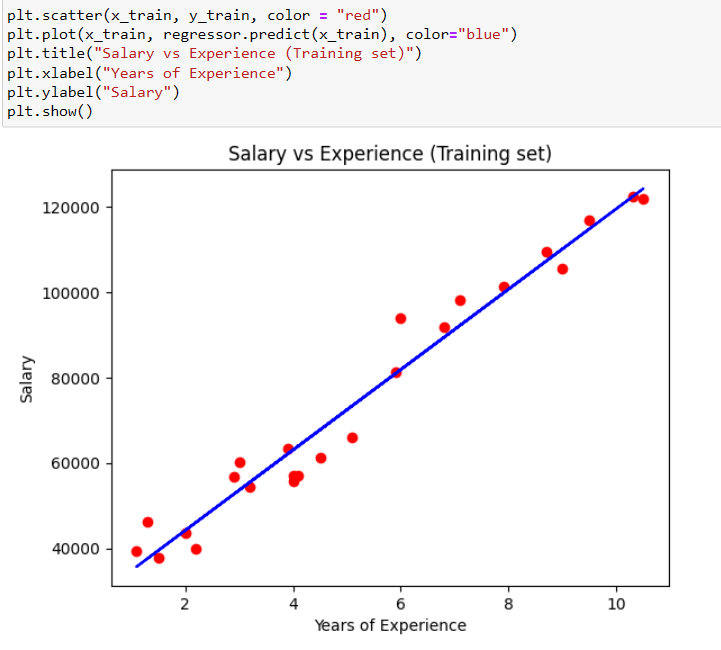 plt.scatter(x_train, y_train, color = "red")
plt.plot(x_train, regressor.predict(x_train), color="blue")
plt.title("Salary vs Experience (Training set)")
plt.xlabel("Years of Experience")
plt.ylabel("Salary")
plt.show()
Salary vs Experience (Training set)
120000
100000
80000
60000
40000
Salary
2 4 6 8 10
Years of Experience